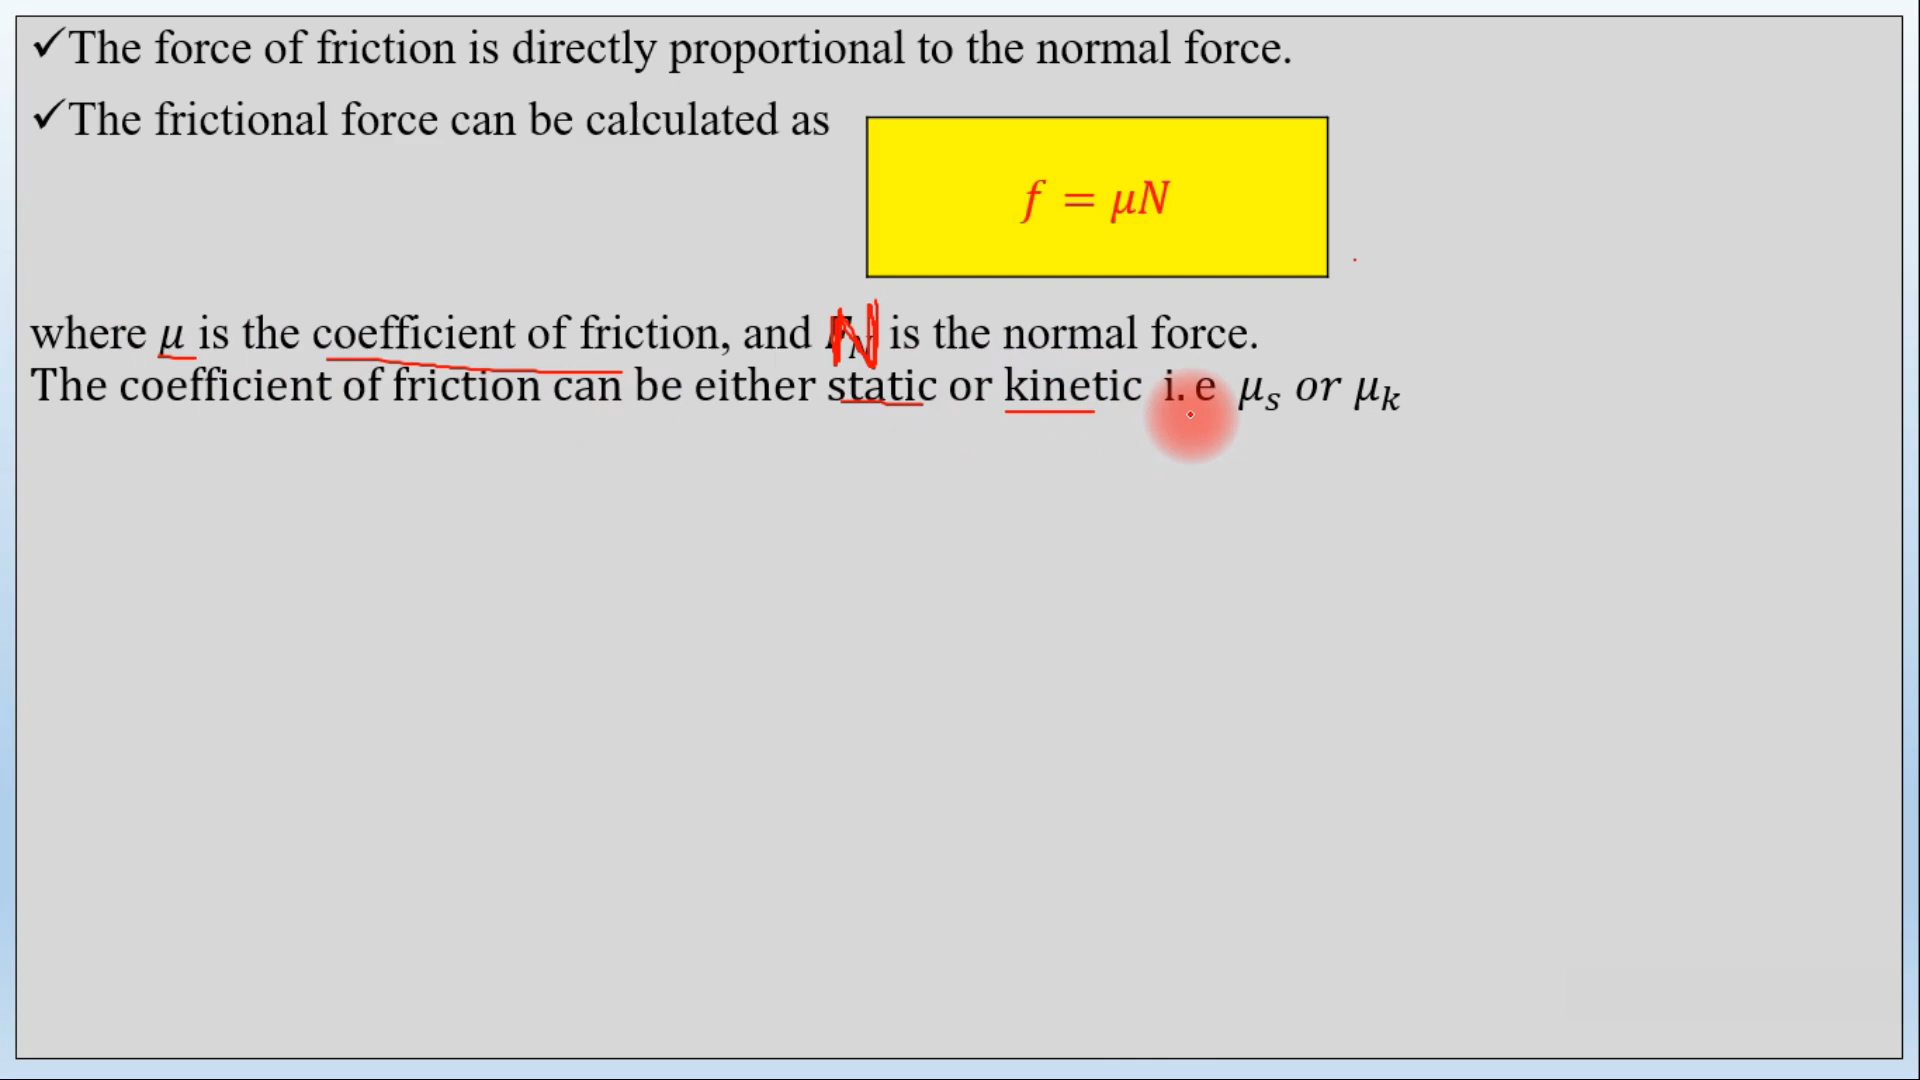 ✓The force of friction is directly proportional to the normal force.
✓The frictional force can be calculated as
f = μN
where μ is the coefficient of friction, and N is the normal force.
The coefficient of friction can be either static or kinetic i.e μₛ or μₖ